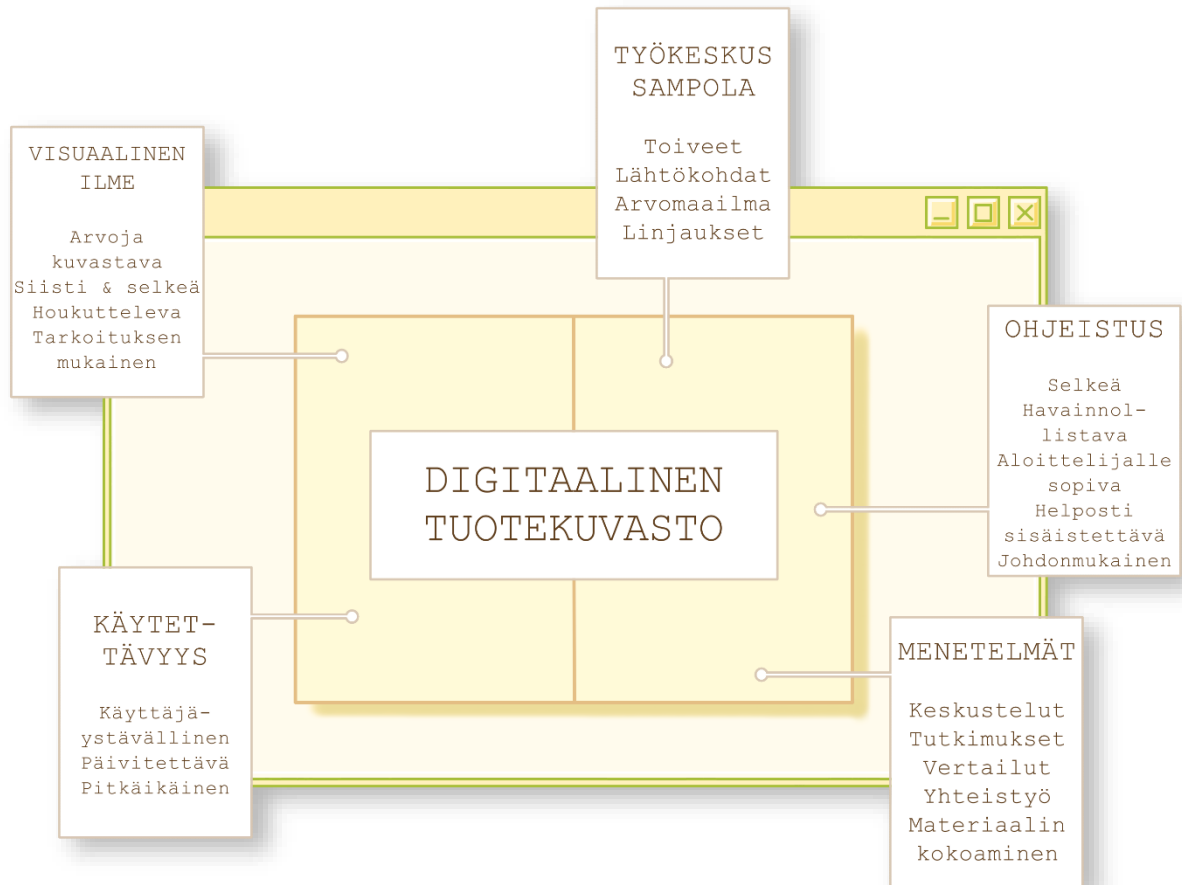 TYÖKESKUS
SAMPOLA
Toiveet
Lähtökohdat
Arvomaailma
Linjaukset
VISUAALINEN
ILME
Arvoja
kuvastava
Siisti & selkeä
Houkutteleva
Tarkoituksen
mukainen
OHJEISTUS
Selkeä
Havainnol-
listava
Aloittelijalle
sopiva
Helposti
sisäistettävä
Johdonmukainen
DIGITAALINEN
TUOTEKUVASTO
KÄYTET-
TÄVYYS
Käyttäjä-
ystävällinen
Päivitettävä
Pitkäikäinen
MENETELMÄT
Keskustelut
Tutkimukset
Vertailut
Yhteistyö
Materiaalin
kokoaminen